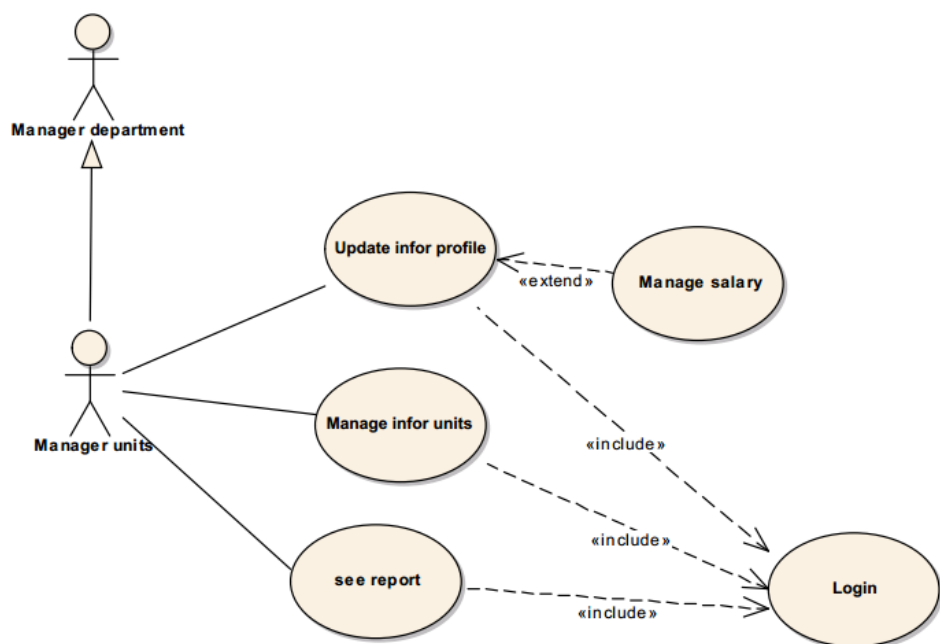 Manager department
Update infor profile
«extend»
Manage salary
Manager units
Manage infor units
«include»
«include»
see report
«include»
Login